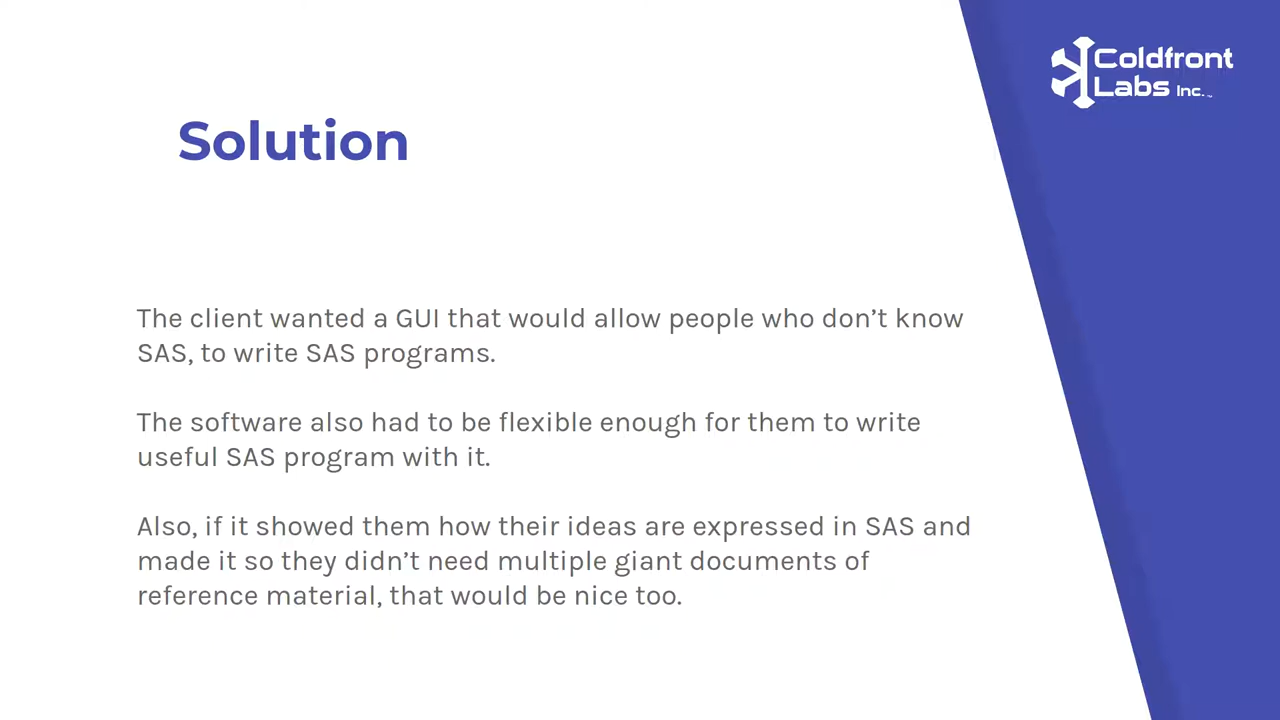 Coldfront
Labs Inc.™
Solution
The client wanted a GUI that would allow people who don’t know
SAS, to write SAS programs.
The software also had to be flexible enough for them to write
useful SAS program with it.
Also, if it showed them how their ideas are expressed in SAS and
made it so they didn’t need multiple giant documents of
reference material, that would be nice too.